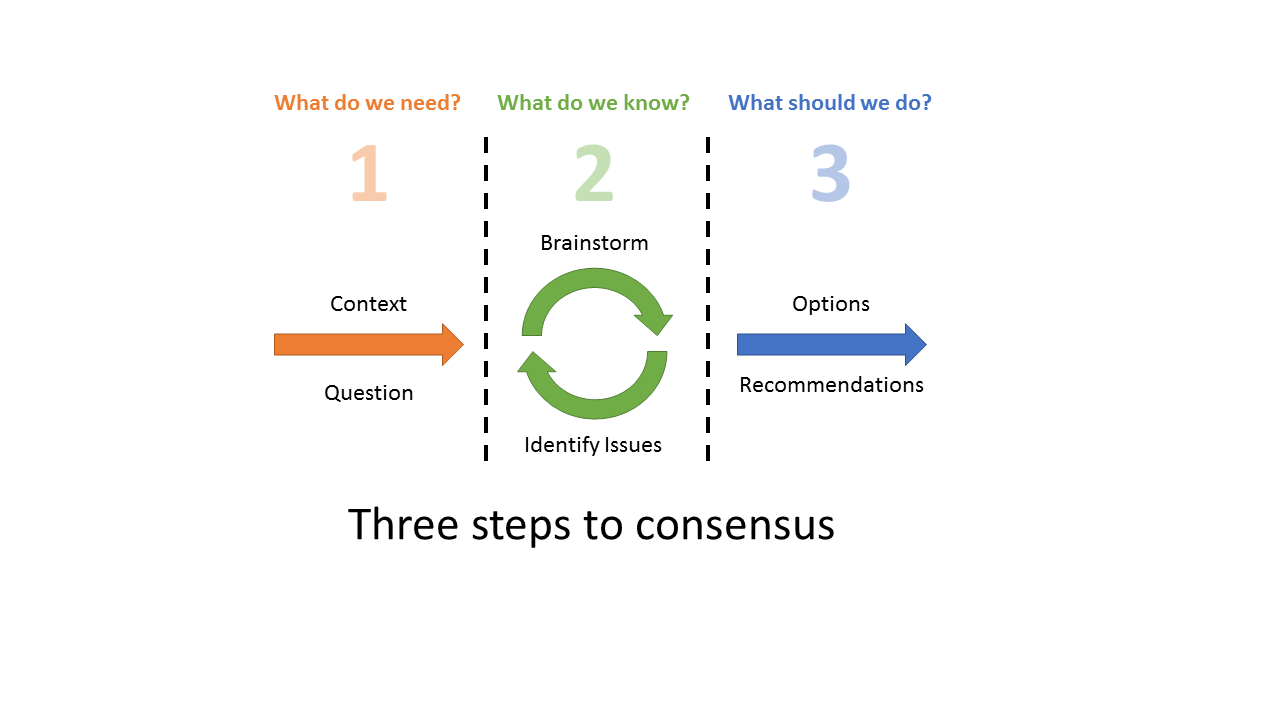 What do we need?
What do we know?
What should we do?
1
2
3
Brainstorm
Context
Options
Question
Recommendations
Identify Issues
Three steps to consensus